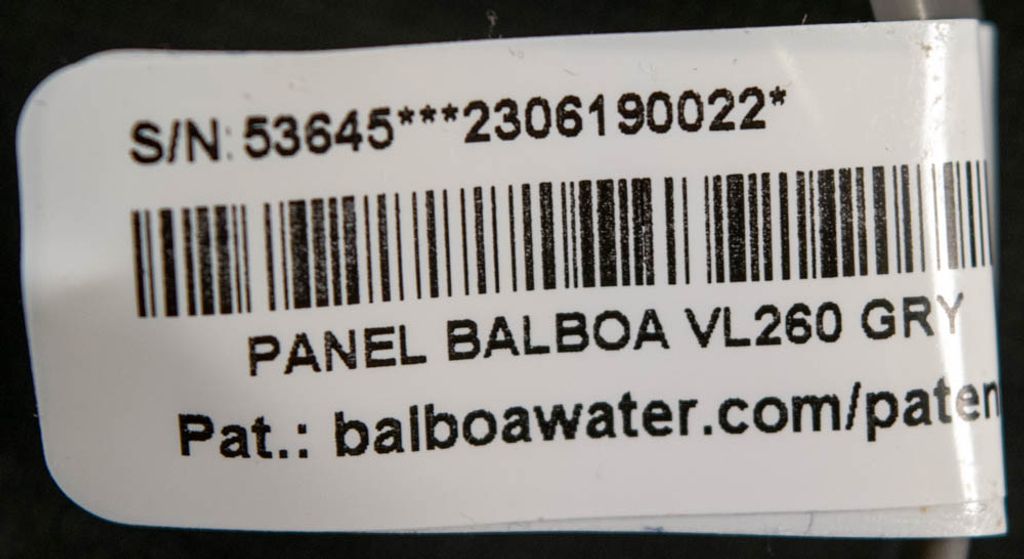 S/N: 53645***2306190022*
PANEL BALBOA VL260 GRY
Pat.: balboawater.com/paten